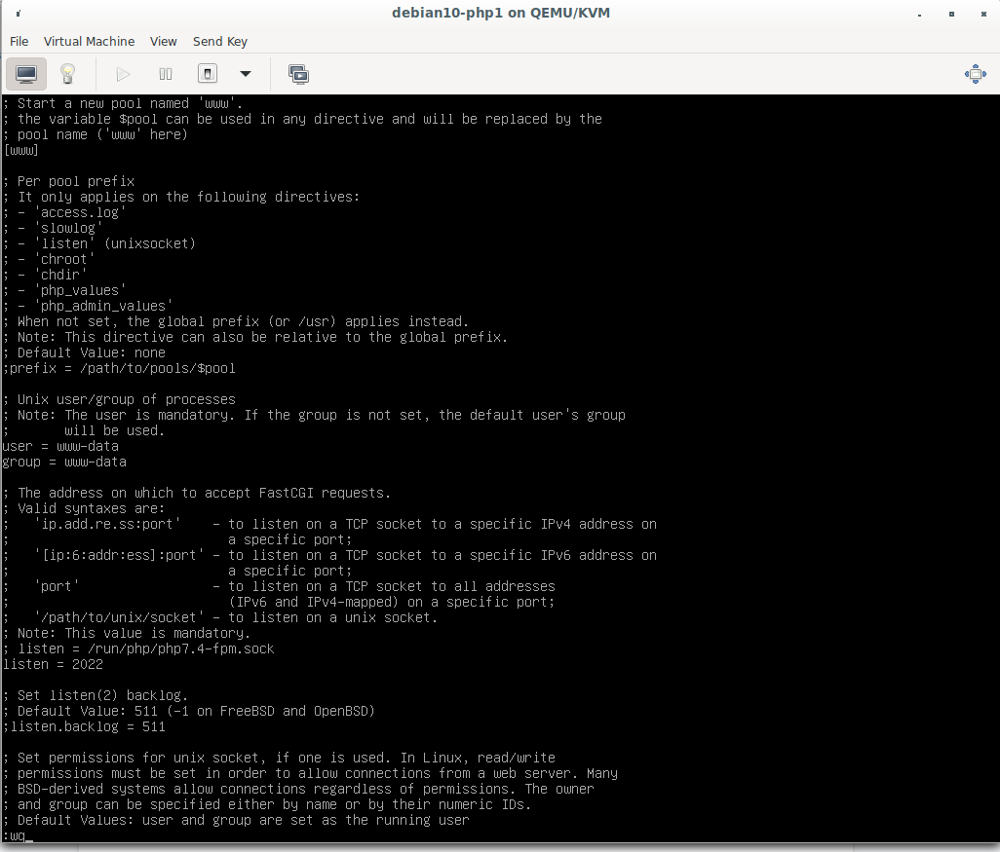 debian10-php1 on QEMU/KVM
File Virtual Machine View Send Key
; Start a new pool named 'www'.
; the variable $pool can be used in any directive and will be replaced by the
; pool name ('www' here)
[www]
; Per pool prefix
; It only applies on the following directives:
; - 'access.log'
; - 'slowlog'
; - 'listen' (unixsocket)
; - 'chroot'
; - 'chdir'
; - 'php_values'
; - 'php_admin_values'
; When not set, the global prefix (or /usr) applies instead.
; Note: This directive can also be relative to the global prefix.
; Default Value: none
;prefix = /path/to/pools/$pool
; Unix user/group of processes
; Note: The user is mandatory. If the group is not set, the default user's group
;       will be used.
user = www-data
group = www-data
; The address on which to accept FastCGI requests.
; Valid syntaxes are:
;   'ip.add.re.ss:port'    - to listen on a TCP socket to a specific IPv4 address on
;                            a specific port;
;   '[ip:6:addr:ess]:port' - to listen on a TCP socket to a specific IPv6 address on
;                            a specific port;
;   'port'                 - to listen on a TCP socket to all addresses
;                            (IPv6 and IPv4-mapped) on a specific port;
;   '/path/to/unix/socket' - to listen on a unix socket.
; Note: This value is mandatory.
; listen = /run/php/php7.4-fpm.sock
listen = 2022
; Set listen(2) backlog.
; Default Value: 511 (-1 on FreeBSD and OpenBSD)
;listen.backlog = 511
; Set permissions for unix socket, if one is used. In Linux, read/write
; permissions must be set in order to allow connections from a web server. Many
; BSD-derived systems allow connections regardless of permissions. The owner
; and group can be specified either by name or by their numeric IDs.
; Default Values: user and group are set as the running user
:wq_